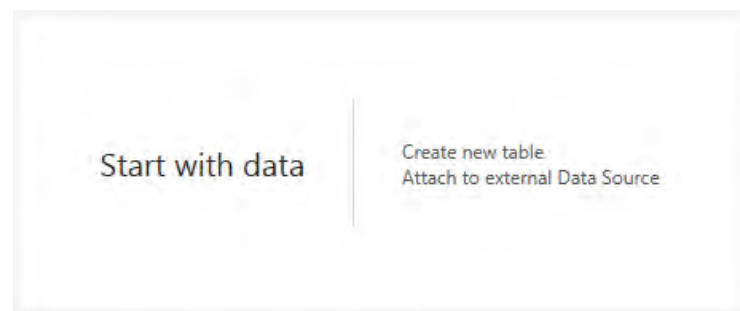 Start with data
Create new table
Attach to external Data Source